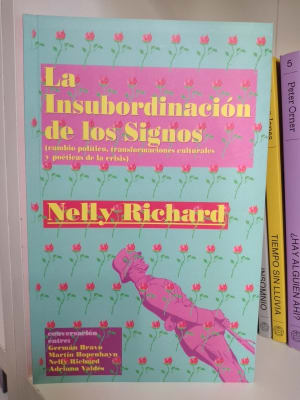 La
Insubordinación
de los Signos
(cambio político, transformaciones culturales
y poéticas de la crisis)
Nelly Richard
conversación
entre:
Germán Bravo
Martín Hopenhayn
Nelly Richard
Adriana Valdés
INSOMNIO
TIEMPO SIN LLUVIA
5
Peter Orner
¿HAY ALGUIEN AHÍ?